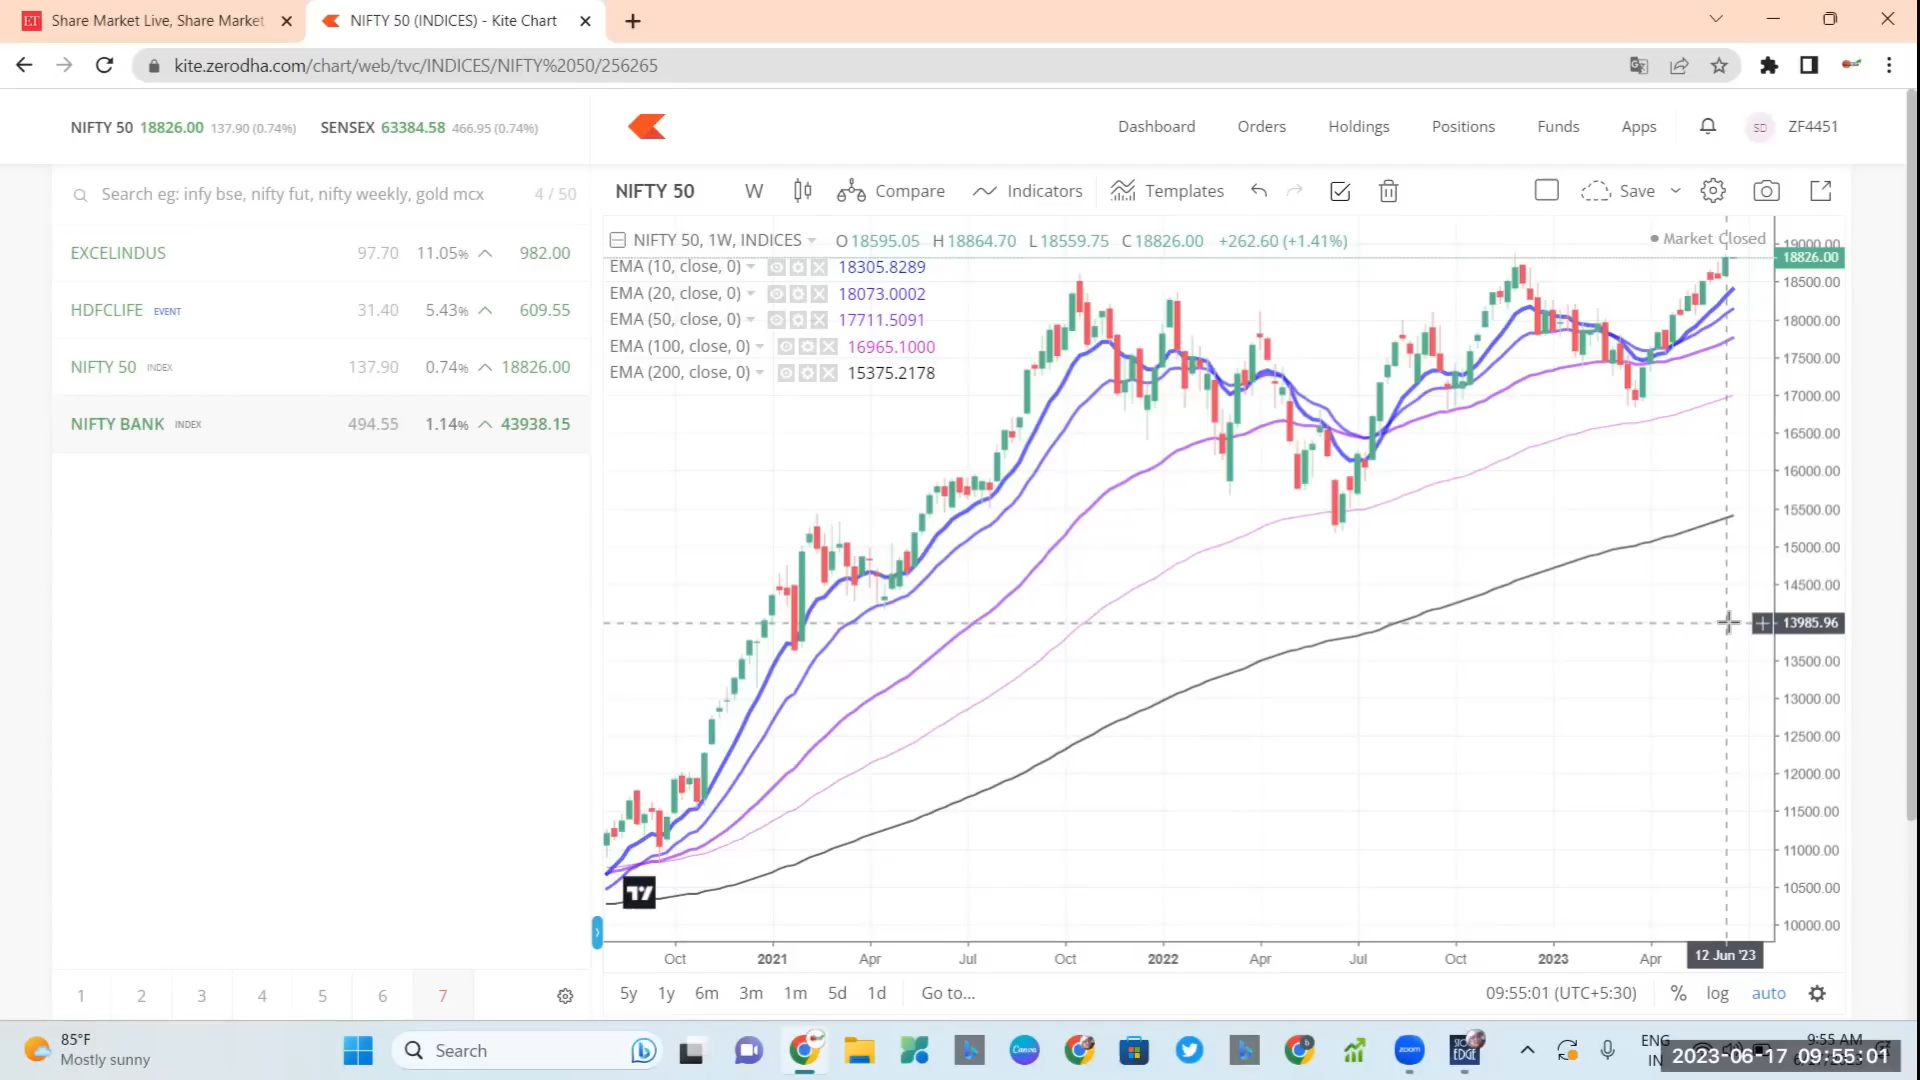 Share Market Live, Share Market
NIFTY 50 (INDICES) - Kite Chart
kite.zerodha.com/chart/web/tvc/INDICES/NIFTY%2050/256265
NIFTY 50 18826.00 137.90 (0.74%) SENSEX 63384.58 466.95 (0.74%)
Dashboard Orders Holdings Positions Funds Apps SD ZF4451
Search eg: infy bse, nifty fut, nifty weekly, gold mcx 4 / 50
EXCELINDUS 97.70 11.05% 982.00
HDFCLIFE EVENT 31.40 5.43% 609.55
NIFTY 50 INDEX 137.90 0.74% 18826.00
NIFTY BANK INDEX 494.55 1.14% 43938.15
1 2 3 4 5 6 7
NIFTY 50 W Compare Indicators Templates Save
NIFTY 50, 1W, INDICES O18595.05 H18864.70 L18559.75 C18826.00 +262.60 (+1.41%)
Market Closed
EMA (10, close, 0) 18305.8289
EMA (20, close, 0) 18073.0002
EMA (50, close, 0) 17711.5091
EMA (100, close, 0) 16965.1000
EMA (200, close, 0) 15375.2178
19000.00
18826.00
18500.00
18000.00
17500.00
17000.00
16500.00
16000.00
15500.00
15000.00
14500.00
13985.96
13500.00
13000.00
12500.00
12000.00
11500.00
11000.00
10500.00
10000.00
Oct 2021 Apr Jul Oct 2022 Apr Jul Oct 2023 Apr 12 Jun '23
5y 1y 6m 3m 1m 5d 1d Go to... 09:55:01 (UTC+5:30) % log auto
85°F
Mostly sunny
Search
Canva
zoom
EDGE
ENG
IN
9:55 AM
2023-06-17 09:55:01